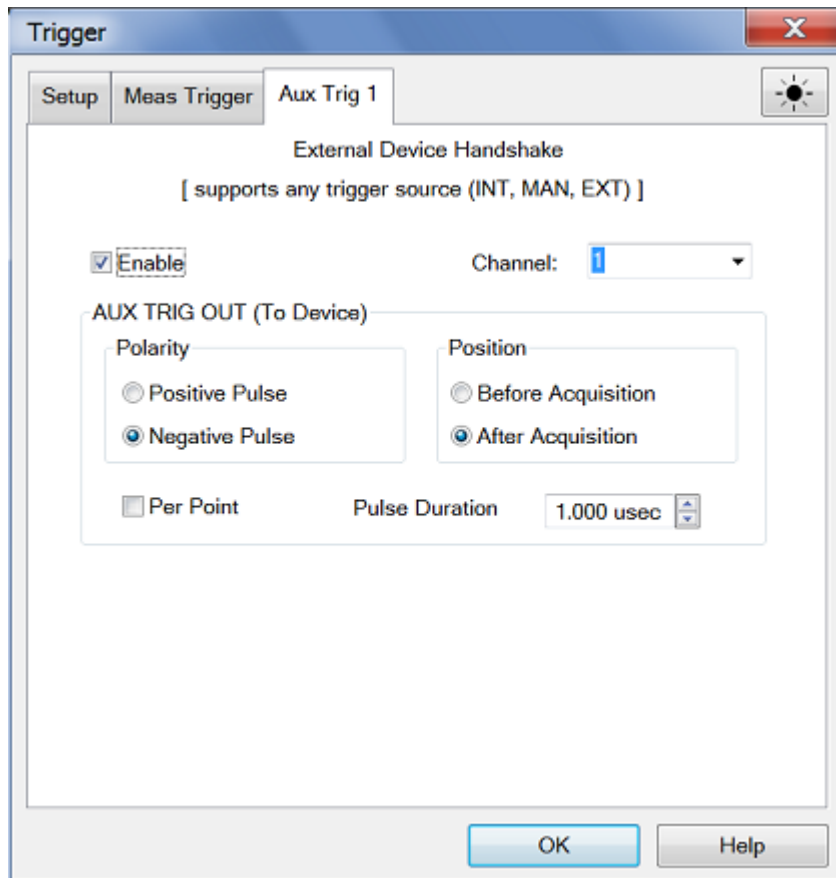 Trigger
Setup Meas Trigger Aux Trig 1
External Device Handshake
[ supports any trigger source (INT, MAN, EXT) ]
Enable Channel: 1
AUX TRIG OUT (To Device)
Polarity Position
Positive Pulse Before Acquisition
Negative Pulse After Acquisition
Per Point Pulse Duration 1.000 usec
OK Help